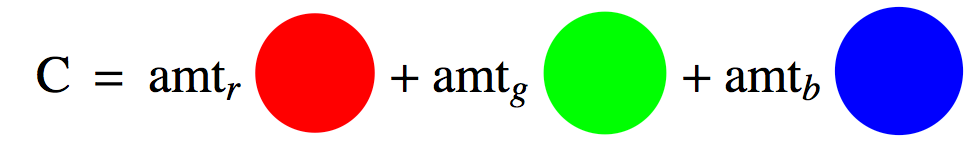 C = amtr + amtg + amtb